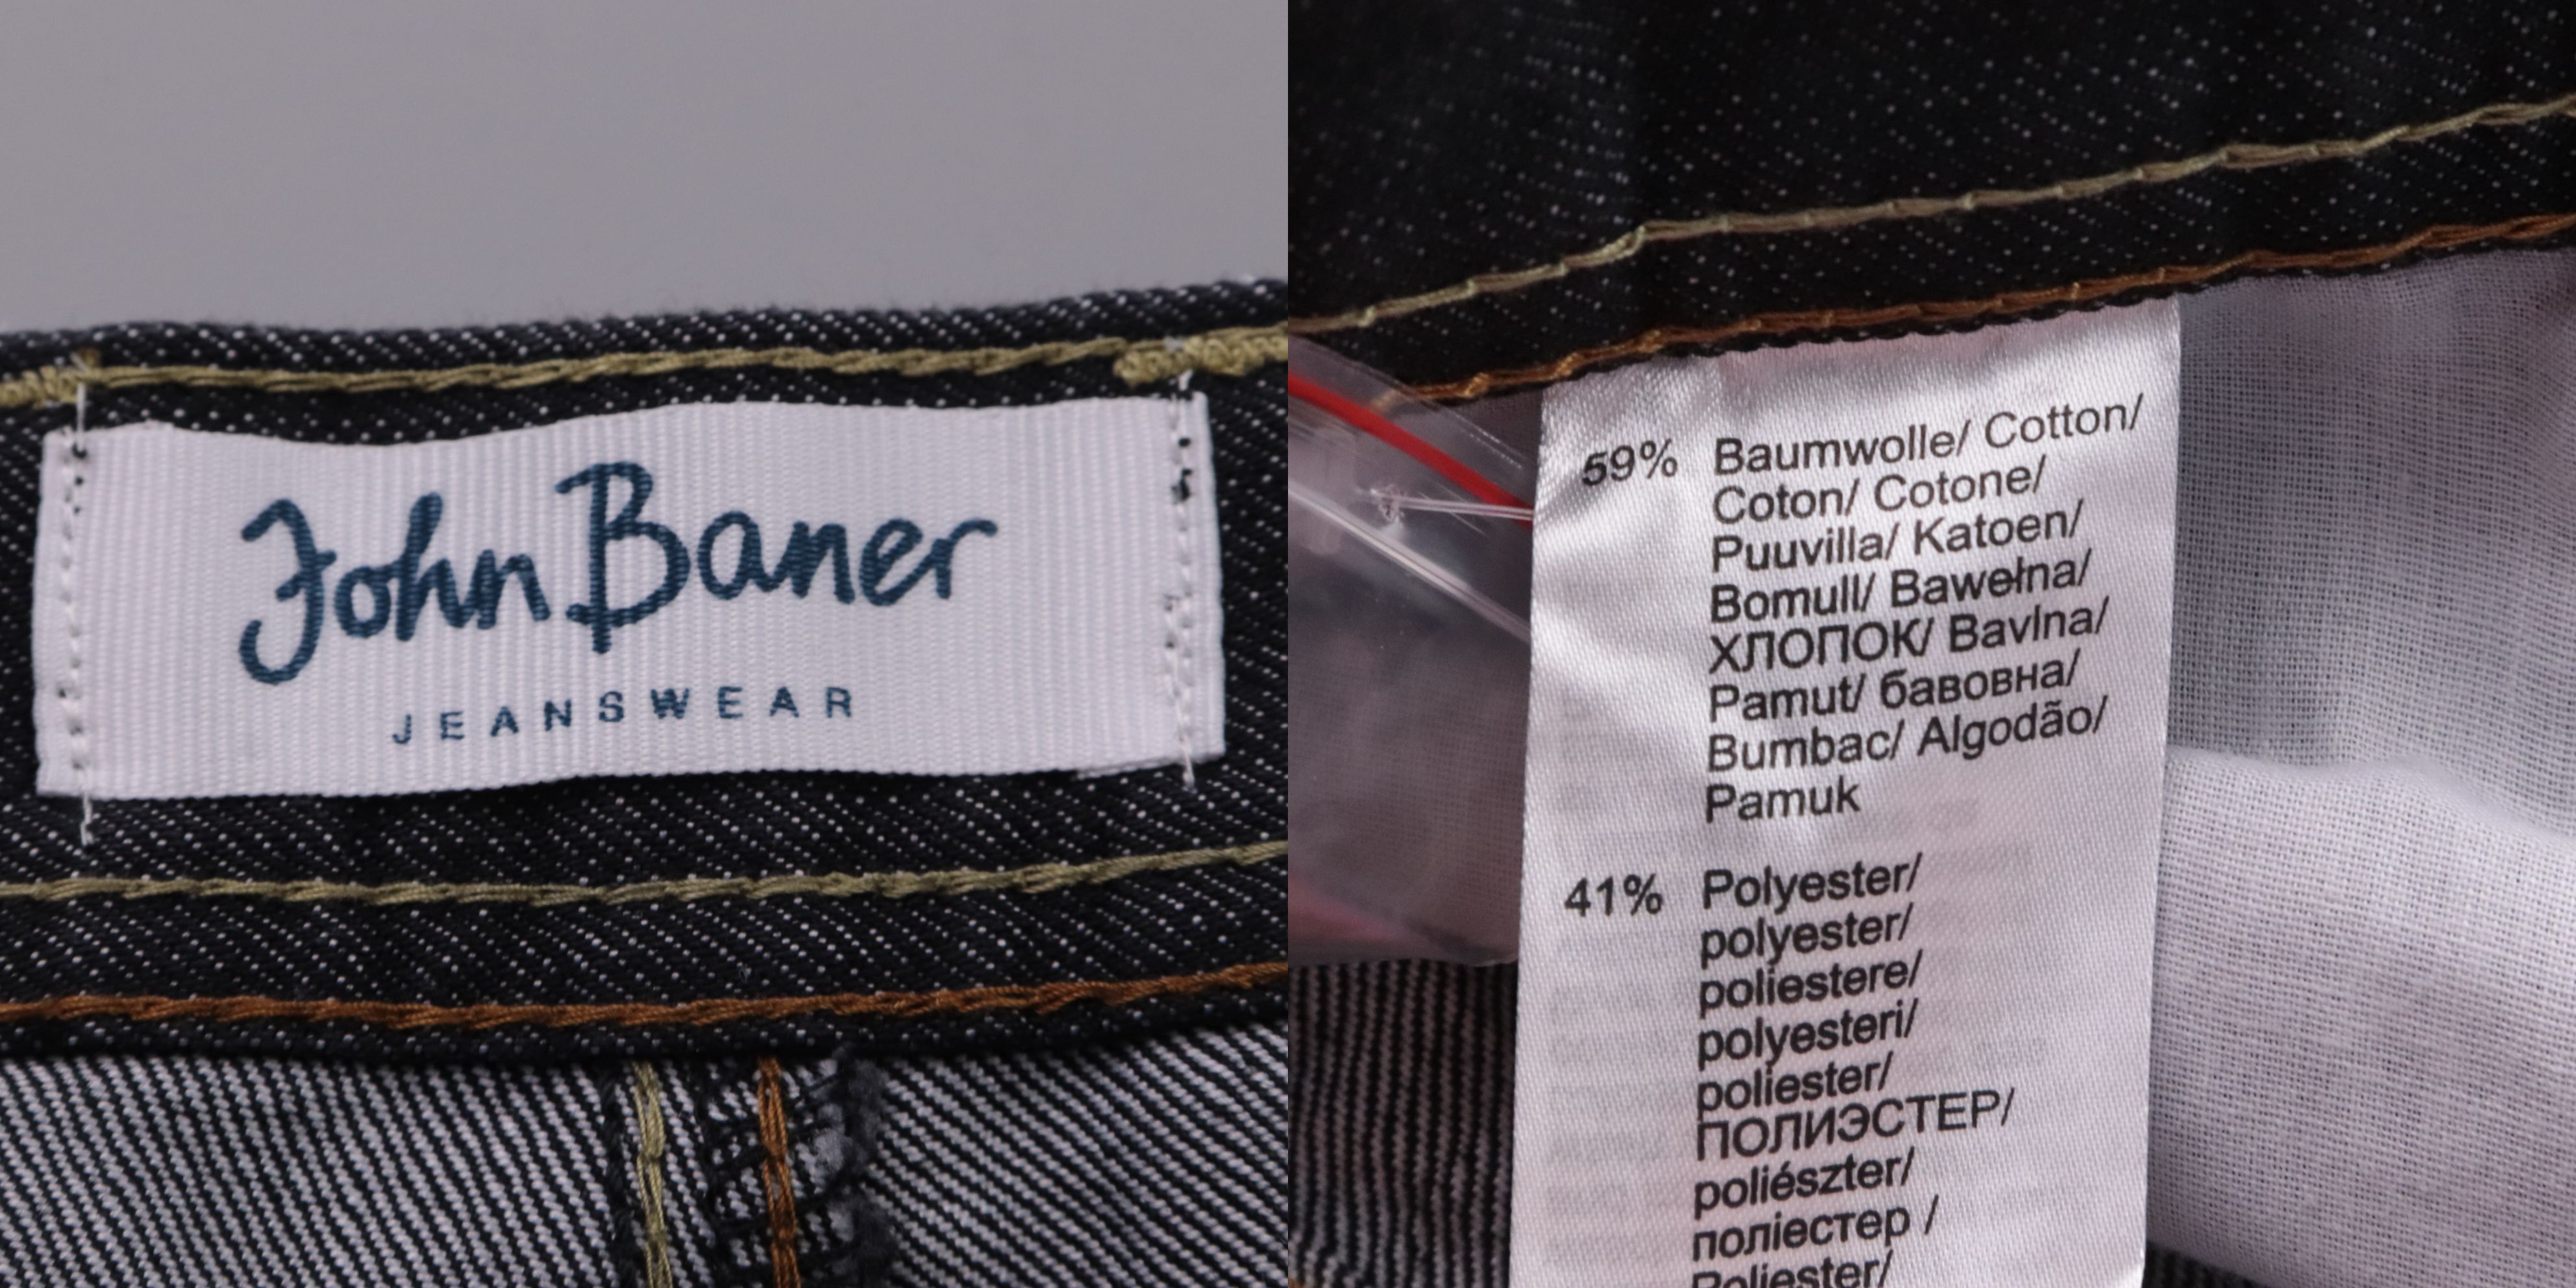 John Baner
JEANSWEAR
59% Baumwolle/ Cotton/
Coton/ Cotone/
Puuvilla/ Katoen/
Bomull/ Bawełna/
ХЛОПОК/ Bavlna/
Pamut/ бавовна/
Bumbac/ Algodão/
Pamuk
41% Polyester/
polyester/
poliestere/
polyesteri/
poliester/
ПОЛИЭСТЕР/
poliészter/
поліестер /
Poliester/